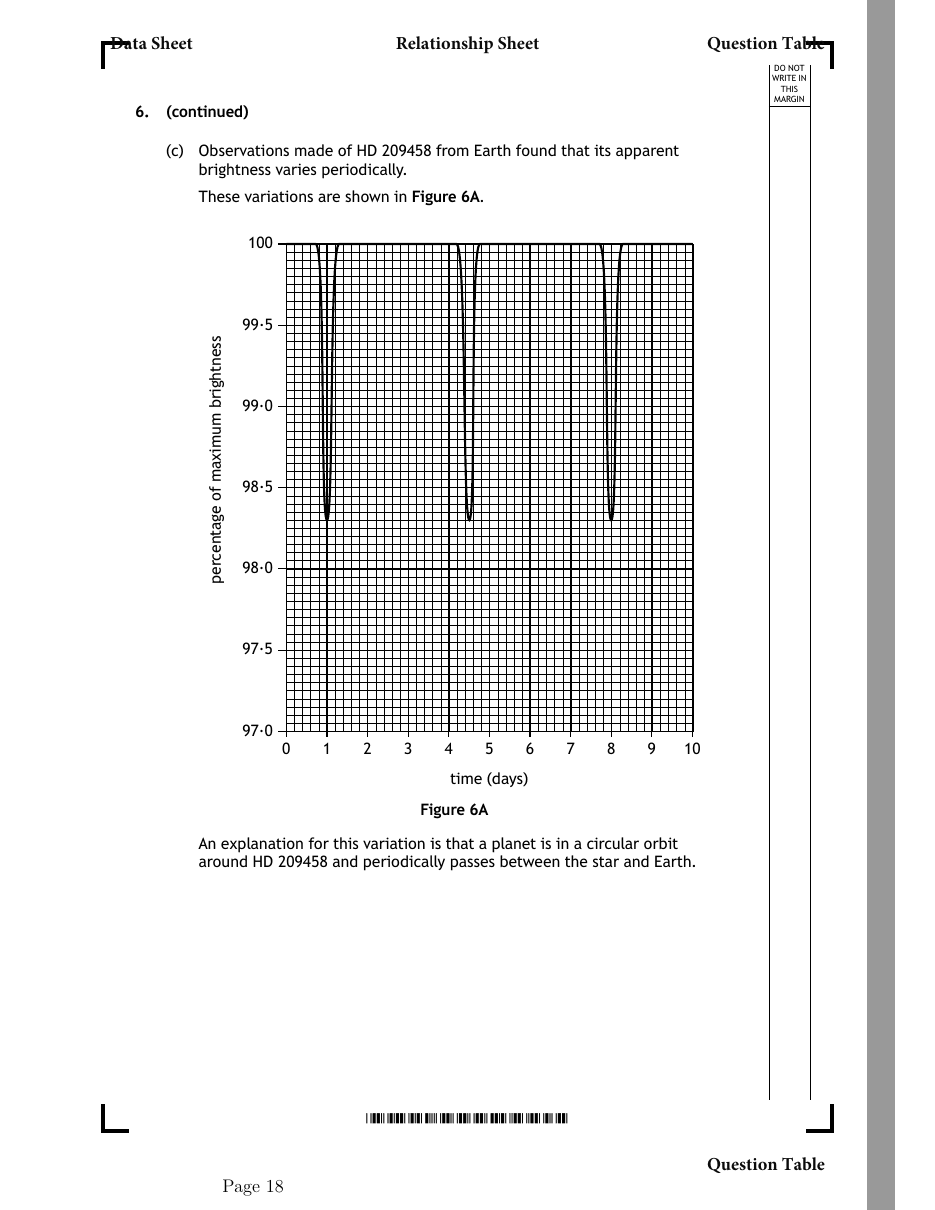 Data Sheet
Relationship Sheet
Question Table
DO NOT
WRITE IN
THIS
MARGIN
6. (continued)
(c) Observations made of HD 209458 from Earth found that its apparent
brightness varies periodically.
These variations are shown in Figure 6A.
percentage of maximum brightness
100
99·5
99·0
98·5
98·0
97·5
97·0
0 1 2 3 4 5 6 7 8 9 10
time (days)
Figure 6A
An explanation for this variation is that a planet is in a circular orbit
around HD 209458 and periodically passes between the star and Earth.
Question Table
Page 18